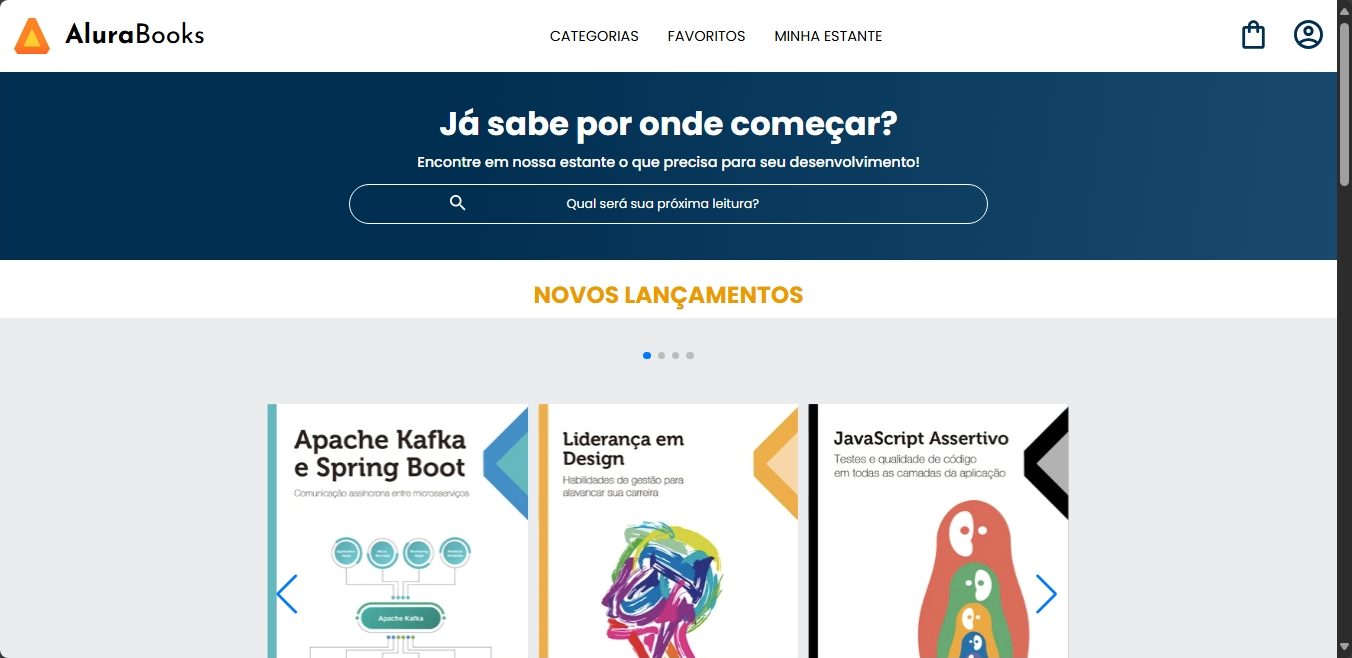 AluraBooks
CATEGORIAS FAVORITOS MINHA ESTANTE
Já sabe por onde começar?
Encontre em nossa estante o que precisa para seu desenvolvimento!
Qual será sua próxima leitura?
NOVOS LANÇAMENTOS
Apache Kafka
e Spring Boot
Comunicação assíncrona entre microsserviços
Apache Kafka
Liderança em
Design
Habilidades de gestão para
alavancar sua carreira
JavaScript Assertivo
Testes e qualidade de código
em todas as camadas da aplicação